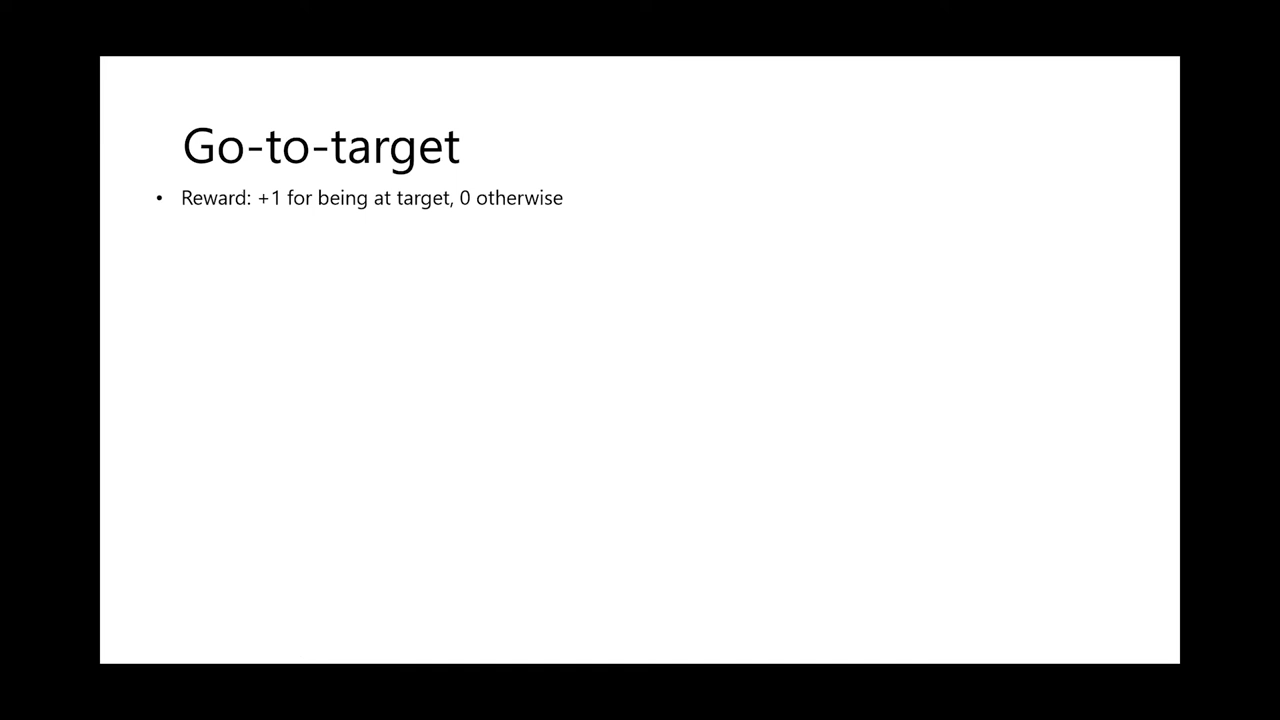 Go-to-target
• Reward: +1 for being at target, 0 otherwise